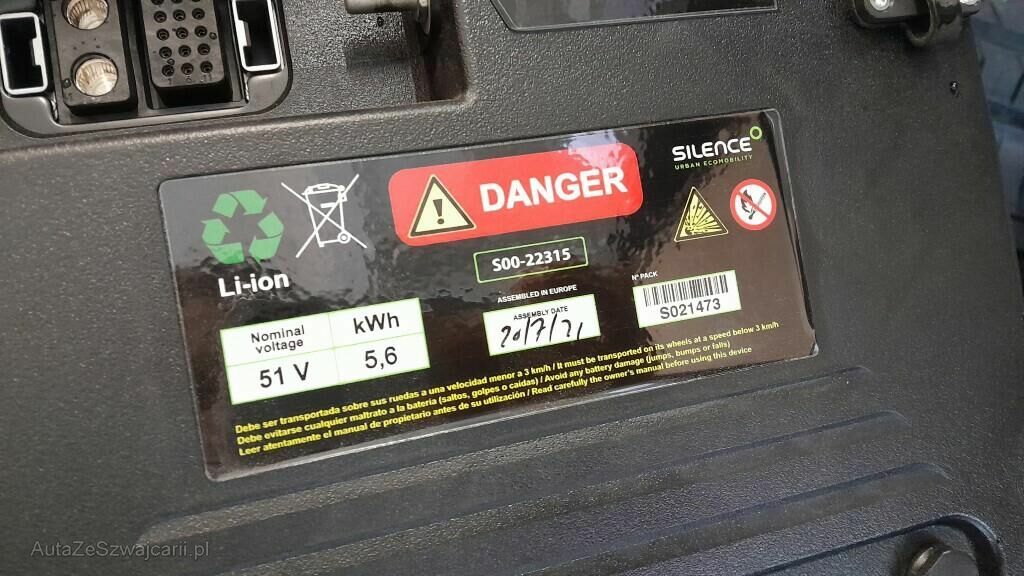 SILENCE
URBAN ECOMOBILITY
DANGER
Li-ion
S00-22315
ASSEMBLED IN EUROPE
ASSEMBLY DATE
20/7/21
Nº PACK
S021473
Nominal voltage
kWh
51 V
5,6
Debe ser transportada sobre sus ruedas a una velocidad menor a 3 km/h / It must be transported on its wheels at a speed below 3 km/h
Debe evitarse cualquier maltrato a la batería (saltos, golpes o caidas) / Avoid any battery damage (jumps, bumps or falls)
Leer atentamente el manual de propietario antes de su utilización / Read carefully the owner's manual before using this device
AutaZeSzwajcarii.pl